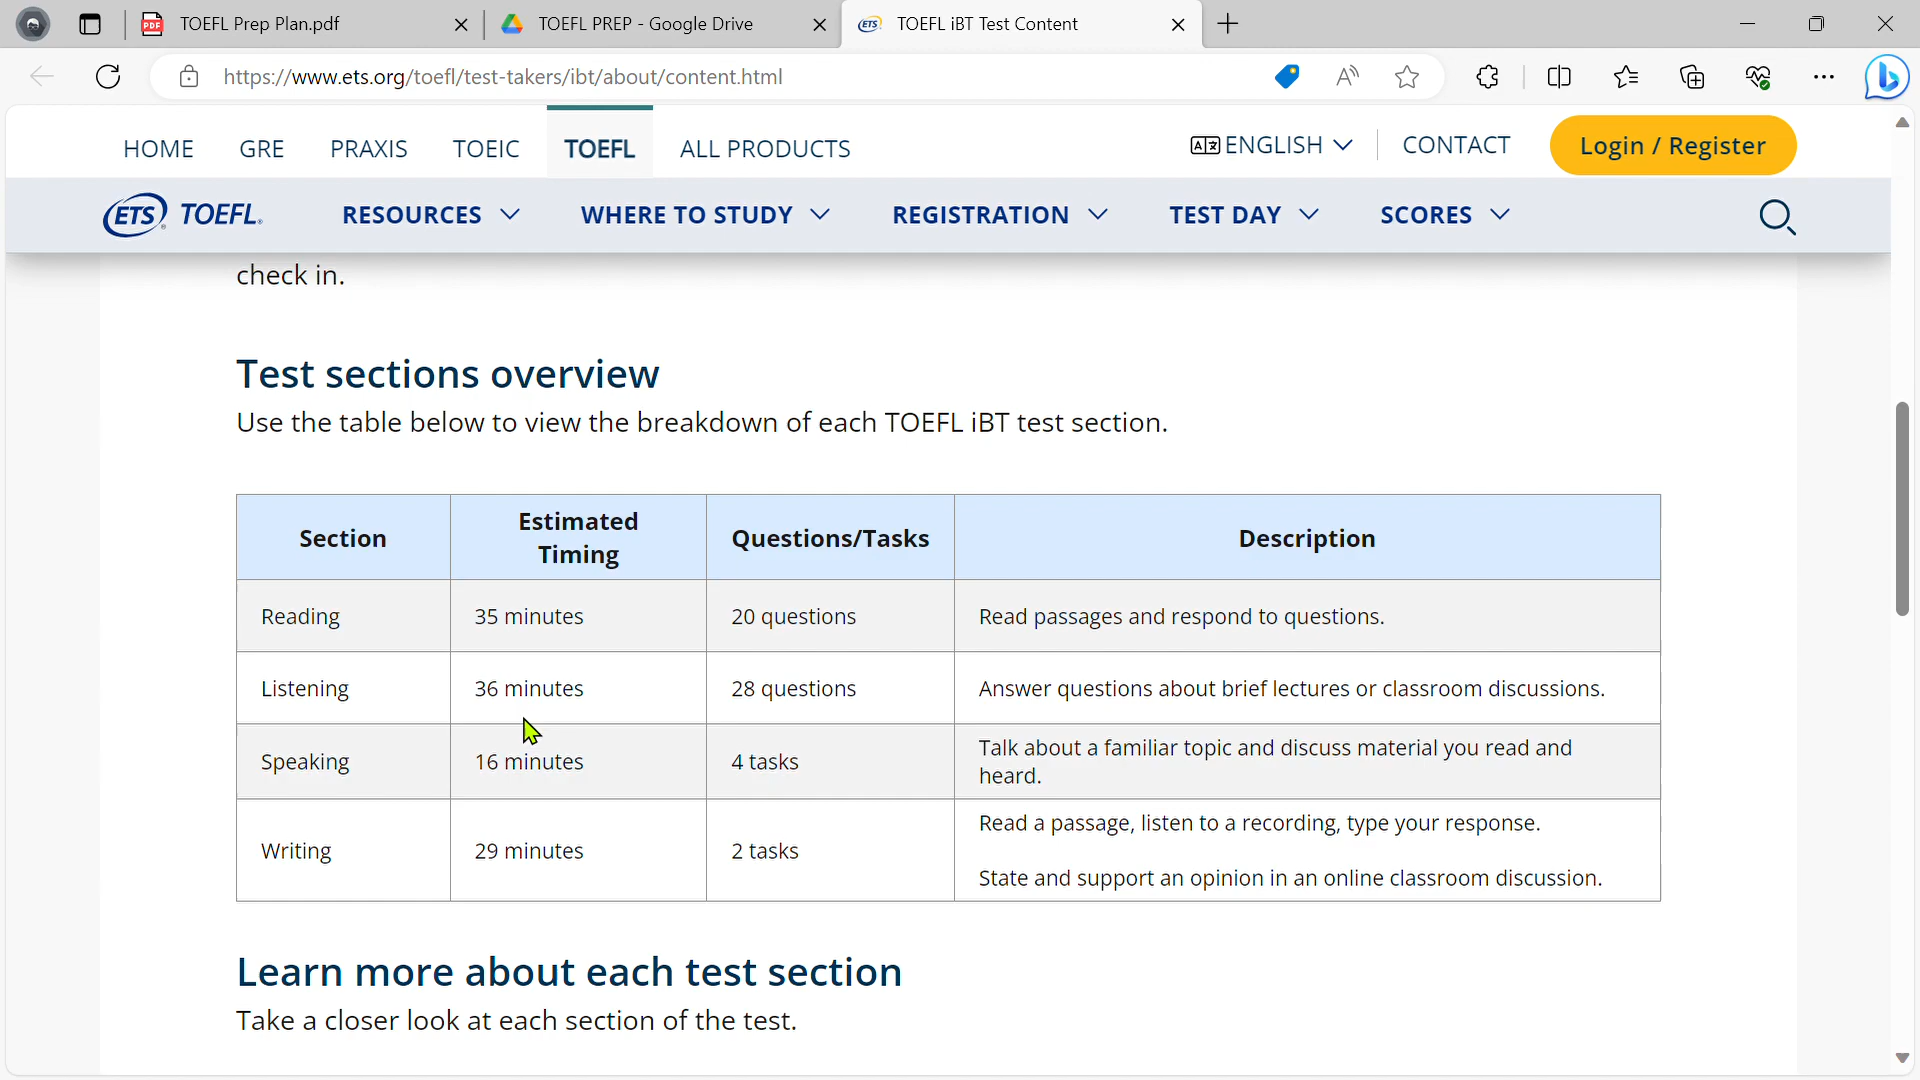 TOEFL Prep Plan.pdf
TOEFL PREP - Google Drive
ETS TOEFL iBT Test Content
https://www.ets.org/toefl/test-takers/ibt/about/content.html
HOME GRE PRAXIS TOEIC TOEFL ALL PRODUCTS
ENGLISH CONTACT Login / Register
ETS TOEFL. RESOURCES WHERE TO STUDY REGISTRATION TEST DAY SCORES
check in.
Test sections overview
Use the table below to view the breakdown of each TOEFL iBT test section.
Section Estimated Timing Questions/Tasks Description
Reading 35 minutes 20 questions Read passages and respond to questions.
Listening 36 minutes 28 questions Answer questions about brief lectures or classroom discussions.
Speaking 16 minutes 4 tasks Talk about a familiar topic and discuss material you read and
heard.
Writing 29 minutes 2 tasks Read a passage, listen to a recording, type your response.
State and support an opinion in an online classroom discussion.
Learn more about each test section
Take a closer look at each section of the test.